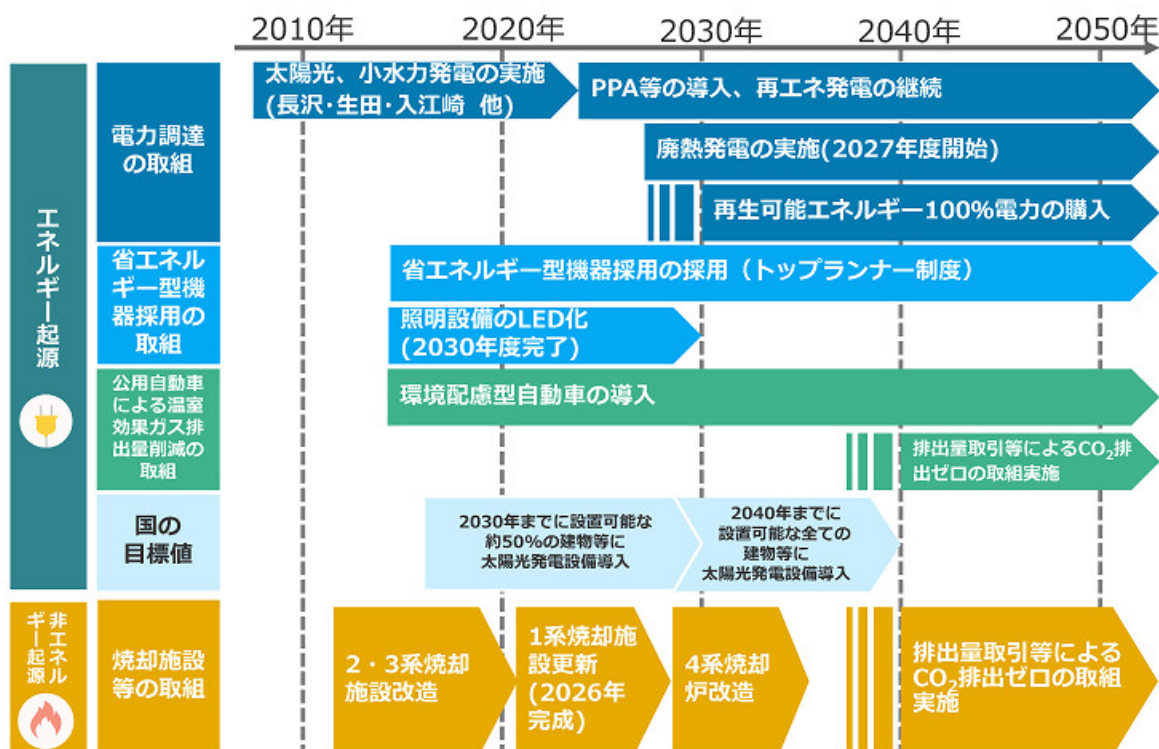 2010年 2020年 2030年 2040年 2050年
エネルギー起源
電力調達
の取組
太陽光、小水力発電の実施
(長沢・生田・入江崎 他)
PPA等の導入、再エネ発電の継続
廃熱発電の実施(2027年度開始)
再生可能エネルギー100%電力の購入
省エネル
ギー型機
器採用の
取組
省エネルギー型機器採用の採用（トップランナー制度）
照明設備のLED化
(2030年度完了)
公用自動車
による温室
効果ガス排
出量削減の
取組
環境配慮型自動車の導入
排出量取引等によるCO₂排
出ゼロの取組実施
国の
目標値
2030年までに設置可能な
約50%の建物等に
太陽光発電設備導入
2040年までに
設置可能な全ての
建物等に
太陽光発電設備導入
非エネル
ギー起源
焼却施設
等の取組
2・3系焼却
施設改造
1系焼却施
設更新
(2026年
完成)
4系焼却
炉改造
排出量取引等による
CO₂排出ゼロの取組
実施